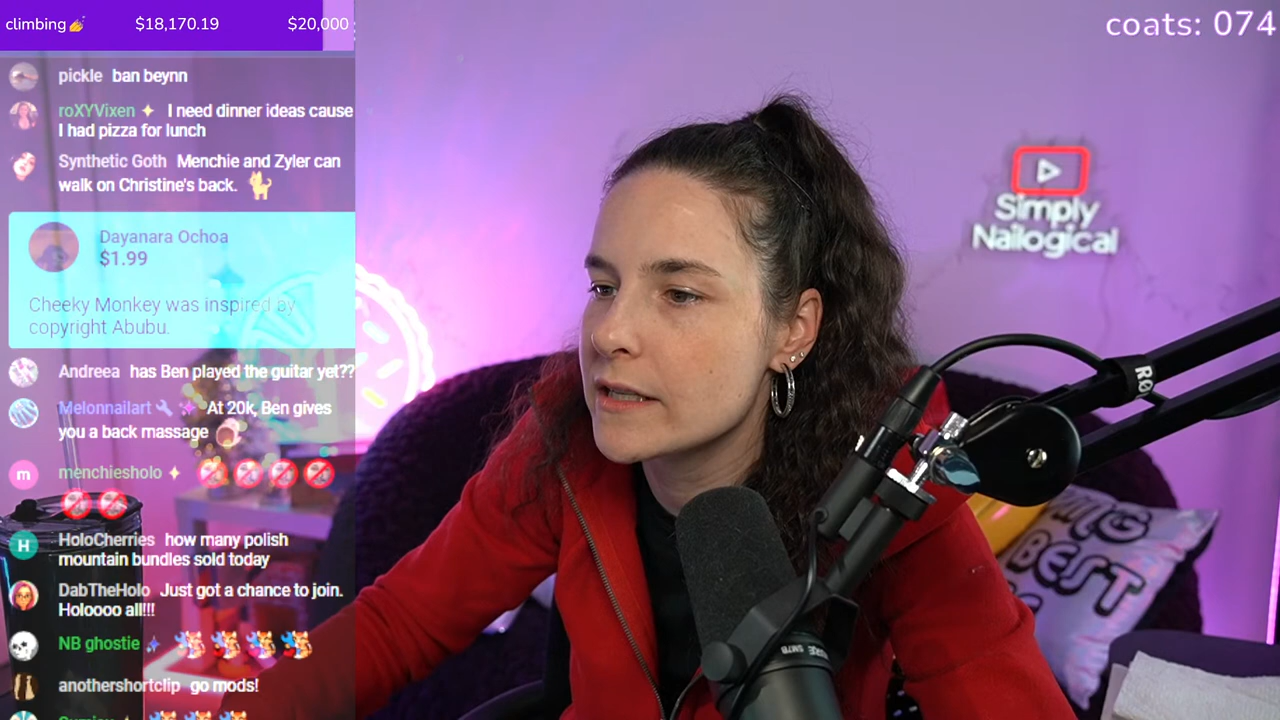 climbing💅 $18,170.19 $20,000
coats: 074
pickle ban beynn
roXYVixen I need dinner ideas cause
I had pizza for lunch
Synthetic Goth Menchie and Zyler can
walk on Christine's back.
Dayanara Ochoa
$1.99
Cheeky Monkey was inspired by
copyright Abubu.
Andreea has Ben played the guitar yet??
Melonnailart At 20k, Ben gives
you a back massage
m menchiesholo
H HoloCherries how many polish
mountain bundles sold today
DabTheHolo Just got a chance to join.
Holoooo all!!!
NB ghostie
anothershortclip go mods!
Simply
Nailogical
BEST
SM7B